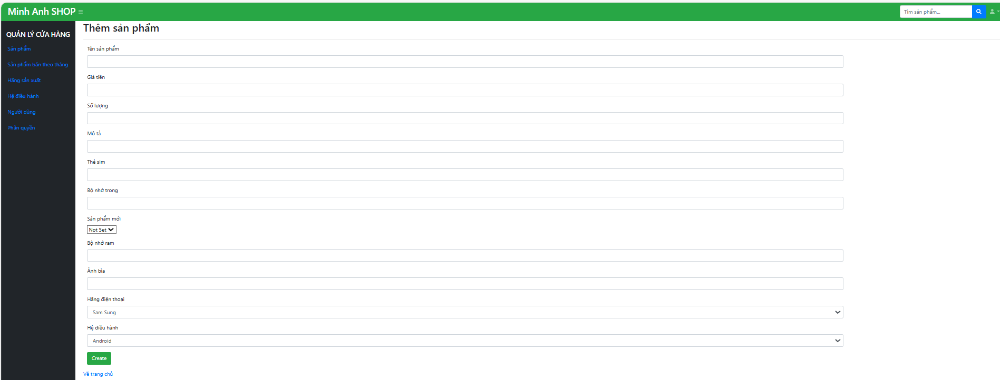 Minh Anh SHOP
Tìm sản phẩm...
QUẢN LÝ CỬA HÀNG
Sản phẩm
Sản phẩm bán theo tháng
Hãng sản xuất
Hệ điều hành
Người dùng
Phân quyền
Thêm sản phẩm
Tên sản phẩm
Giá tiền
Số lượng
Mô tả
Thẻ sim
Bộ nhớ trong
Sản phẩm mới
Not Set
Bộ nhớ ram
Ảnh bìa
Hãng điện thoại
Sam Sung
Hệ điều hành
Android
Create
Về trang chủ